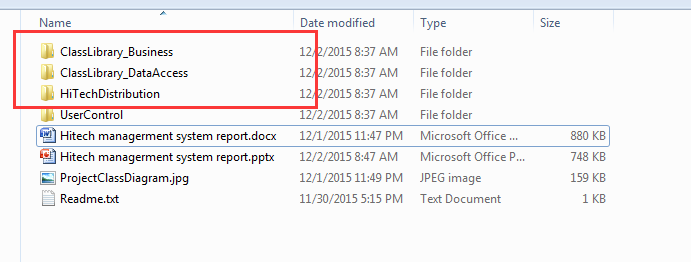 Name Date modified Type Size
ClassLibrary_Business 12/2/2015 8:37 AM File folder
ClassLibrary_DataAccess 12/2/2015 8:37 AM File folder
HiTechDistribution 12/2/2015 8:37 AM File folder
UserControl 12/2/2015 8:37 AM File folder
Hitech managerment system report.docx 12/1/2015 11:47 PM Microsoft Office ... 880 KB
Hitech managerment system report.pptx 12/2/2015 8:47 AM Microsoft Office P... 748 KB
ProjectClassDiagram.jpg 12/1/2015 11:49 PM JPEG image 159 KB
Readme.txt 11/30/2015 5:15 PM Text Document 1 KB